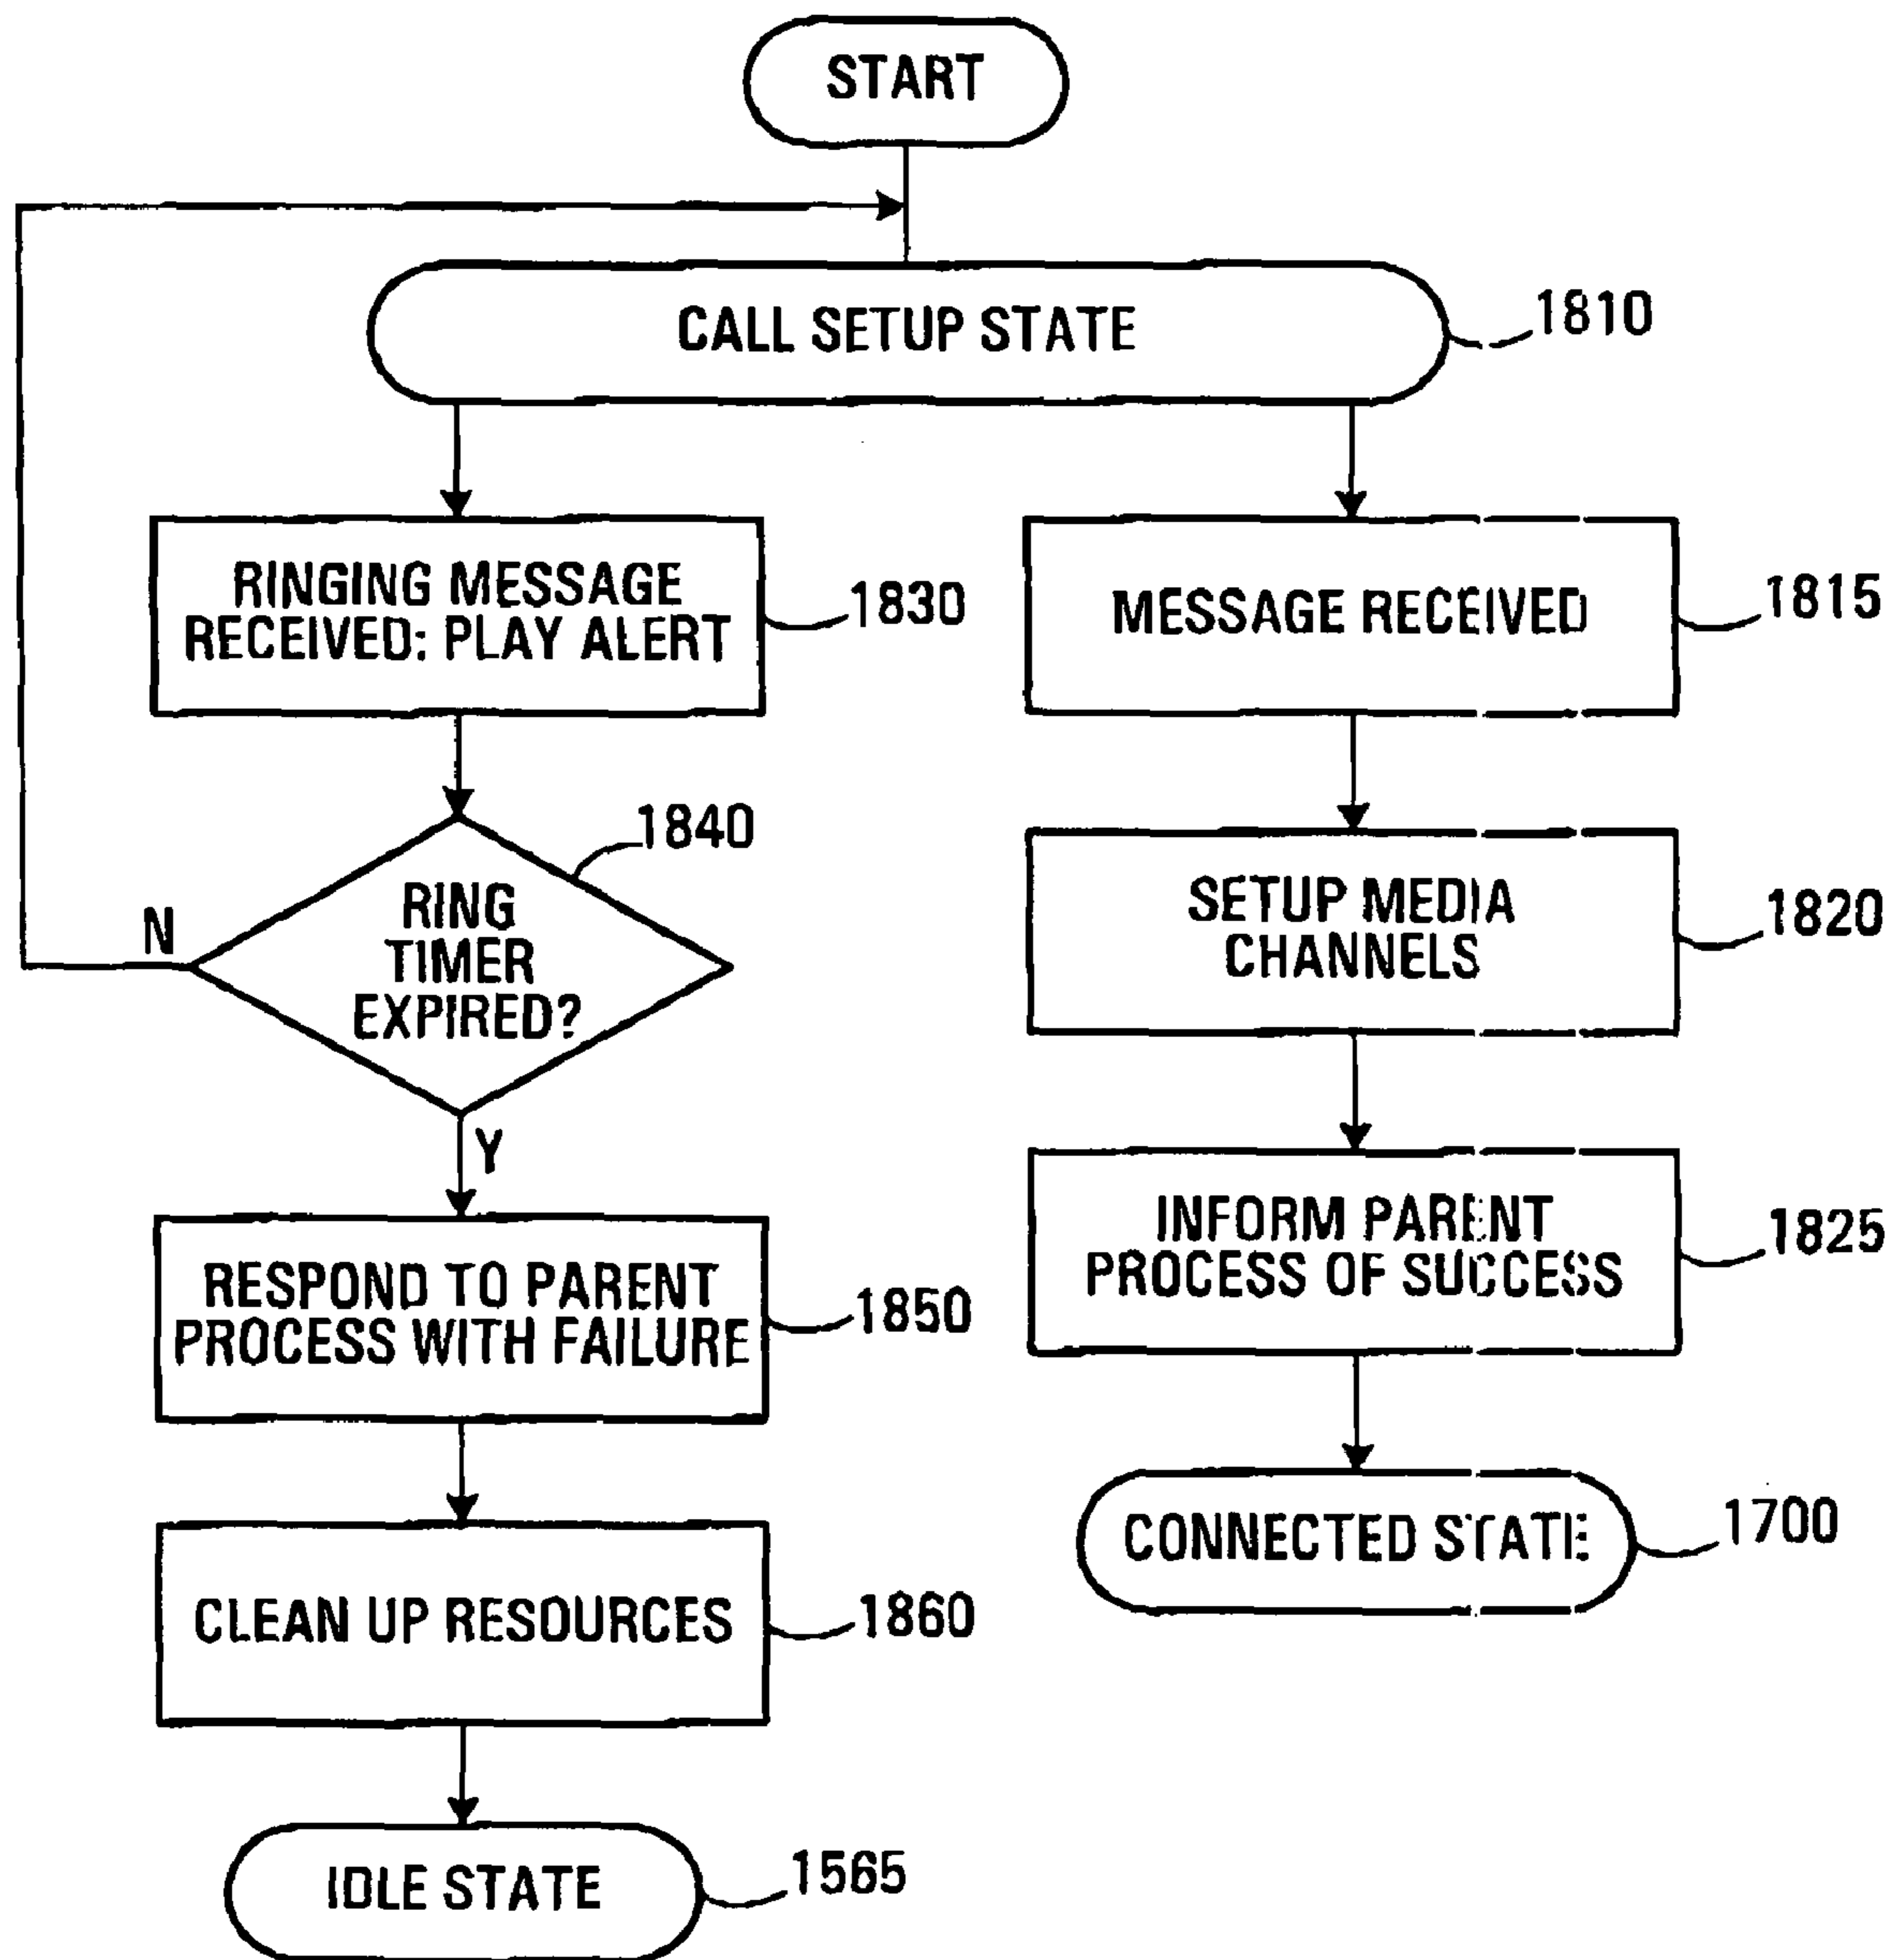 START
CALL SETUP STATE
1810
RINGING MESSAGE
RECEIVED: PLAY ALERT
1830
MESSAGE RECEIVED
1815
1840
RING
TIMER
EXPIRED?
N
Y
SETUP MEDIA
CHANNELS
1820
INFORM PARENT
PROCESS OF SUCCESS
1825
RESPOND TO PARENT
PROCESS WITH FAILURE
1850
CONNECTED STATE
1700
CLEAN UP RESOURCES
1860
IDLE STATE
1565